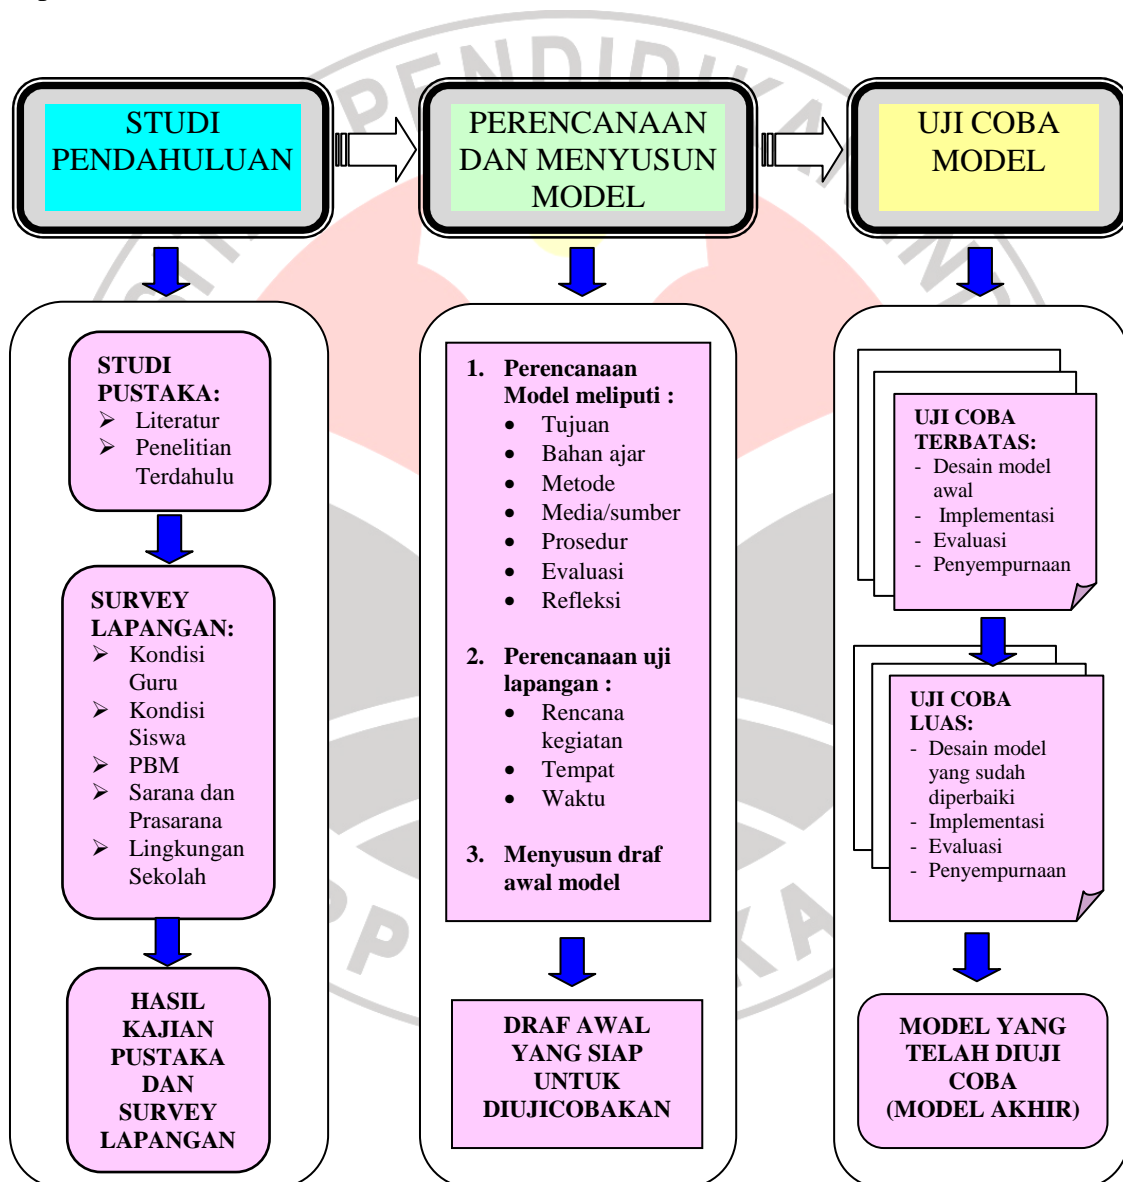 STUDI
PENDAHULUAN
PERENCANAAN
DAN MENYUSUN
MODEL
UJI COBA
MODEL
STUDI
PUSTAKA:
➢ Literatur
➢ Penelitian
Terdahulu
SURVEY
LAPANGAN:
➢ Kondisi
Guru
➢ Kondisi
Siswa
➢ PBM
➢ Sarana dan
Prasarana
➢ Lingkungan
Sekolah
HASIL
KAJIAN
PUSTAKA
DAN
SURVEY
LAPANGAN
1. Perencanaan
Model meliputi :
• Tujuan
• Bahan ajar
• Metode
• Media/sumber
• Prosedur
• Evaluasi
• Refleksi
2. Perencanaan uji
lapangan :
• Rencana
kegiatan
• Tempat
• Waktu
3. Menyusun draf
awal model
DRAF AWAL
YANG SIAP
UNTUK
DIUJICOBAKAN
UJI COBA
TERBATAS:
- Desain model
awal
- Implementasi
- Evaluasi
- Penyempurnaan
UJI COBA
LUAS:
- Desain model
yang sudah
diperbaiki
- Implementasi
- Evaluasi
- Penyempurnaan
MODEL YANG
TELAH DIUJI
COBA
(MODEL AKHIR)